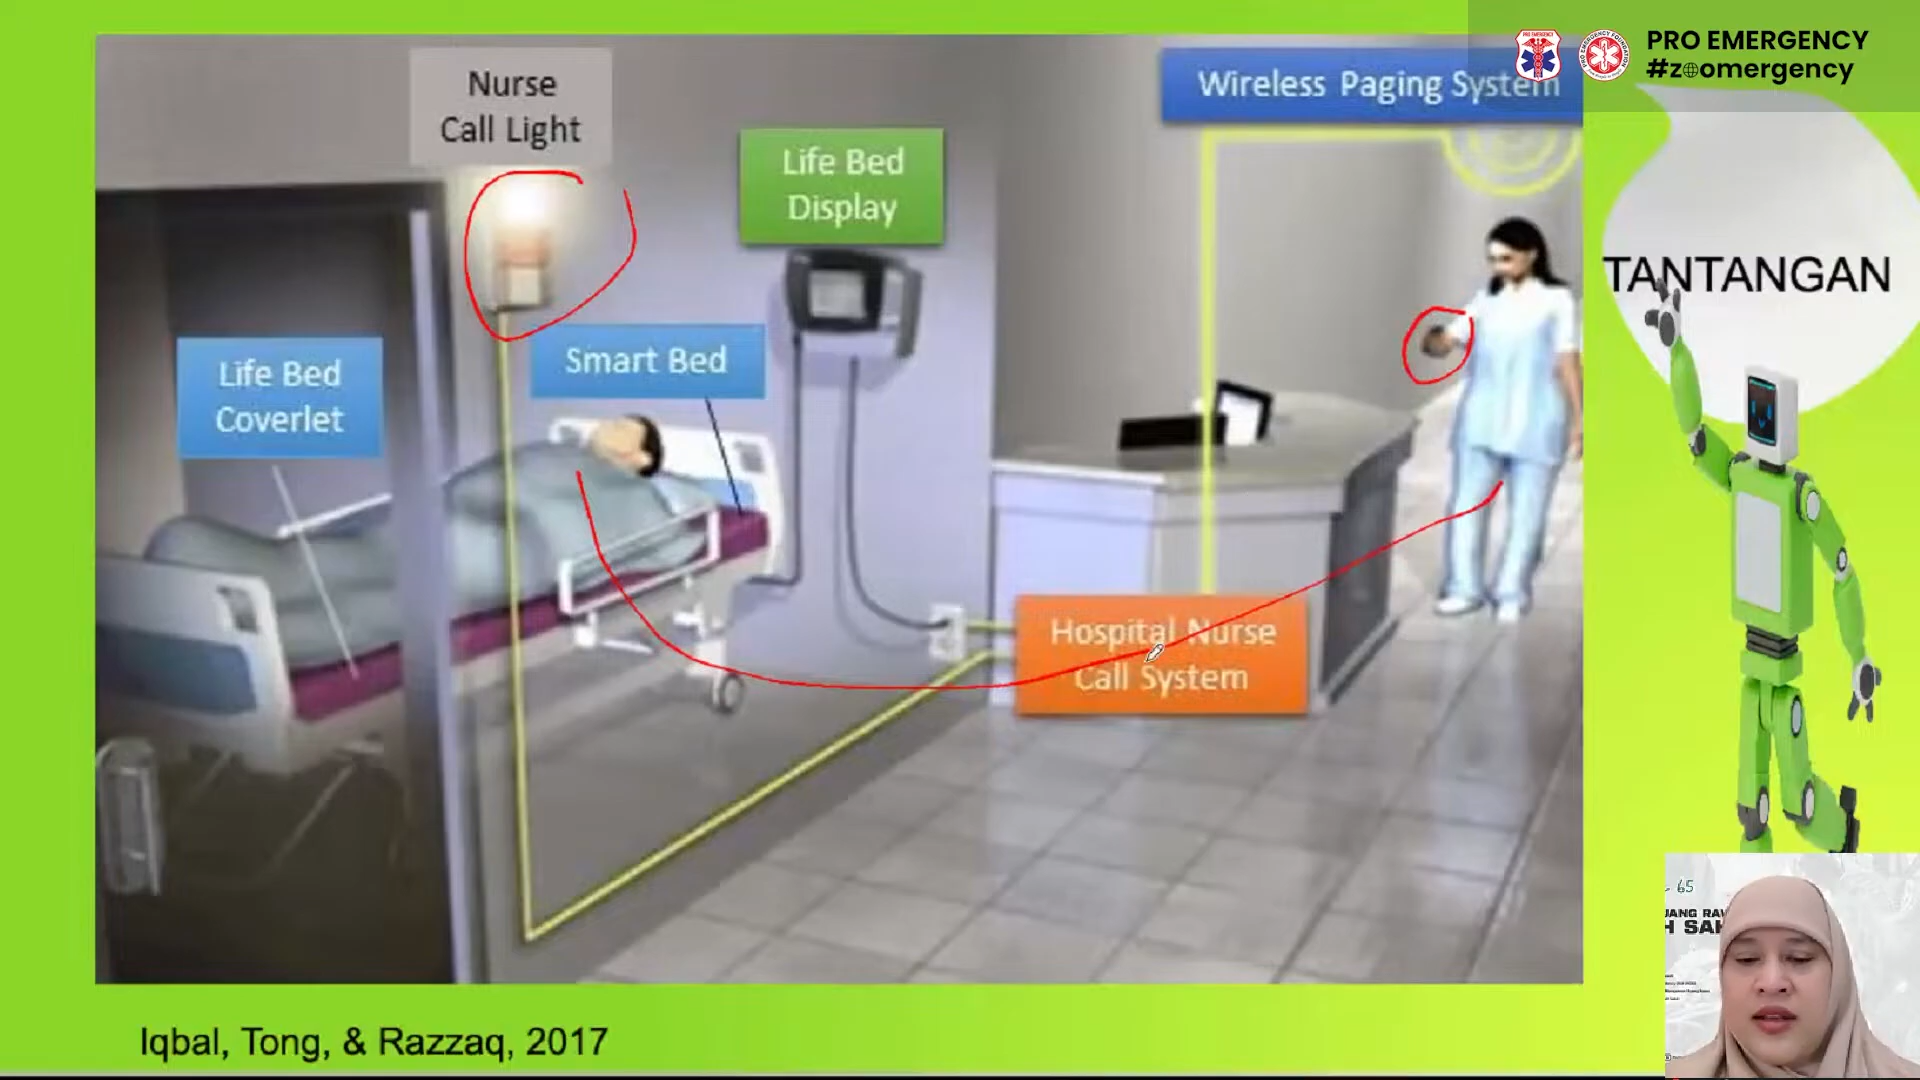 PRO EMERGENCY
#zoomergency
Nurse
Call Light
Wireless Paging System
Life Bed
Display
TANTANGAN
Smart Bed
Life Bed
Coverlet
Hospital Nurse
Call System
65
Iqbal, Tong, & Razzaq, 2017